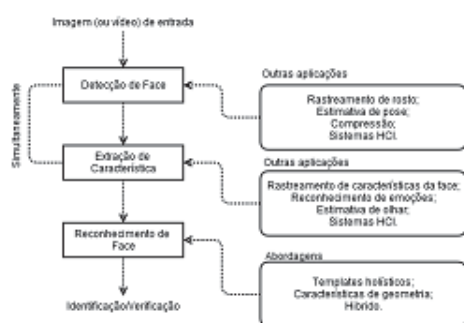 Imagem (ou vídeo) de entrada
Detecção de Face
Simultaneamente
Extração de
Característica
Reconhecimento de
Face
Identificação/Verificação
Outras aplicações
Rastreamento de rosto;
Estimativa de pose;
Compressão;
Sistemas HCI.
Outras aplicações
Rastreamento de características da face;
Reconhecimento de emoções;
Estimativa de olhar;
Sistemas HCI.
Abordagens
Templates holísticos;
Características de geometria;
Híbrido.